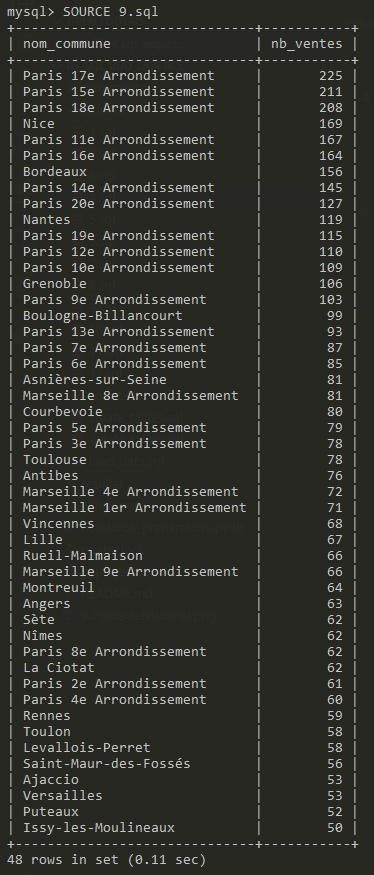 mysql> SOURCE 9.sql
+------------------------------+-----------+
| nom_commune                  | nb_ventes |
+------------------------------+-----------+
| Paris 17e Arrondissement     |       225 |
| Paris 15e Arrondissement     |       211 |
| Paris 18e Arrondissement     |       208 |
| Nice                         |       169 |
| Paris 11e Arrondissement     |       167 |
| Paris 16e Arrondissement     |       164 |
| Bordeaux                     |       156 |
| Paris 14e Arrondissement     |       145 |
| Paris 20e Arrondissement     |       127 |
| Nantes                       |       119 |
| Paris 19e Arrondissement     |       115 |
| Paris 12e Arrondissement     |       110 |
| Paris 10e Arrondissement     |       109 |
| Grenoble                     |       106 |
| Paris 9e Arrondissement      |       103 |
| Boulogne-Billancourt         |        99 |
| Paris 13e Arrondissement     |        93 |
| Paris 7e Arrondissement      |        87 |
| Paris 6e Arrondissement      |        85 |
| Asnières-sur-Seine           |        81 |
| Marseille 8e Arrondissement  |        81 |
| Courbevoie                   |        80 |
| Paris 5e Arrondissement      |        79 |
| Paris 3e Arrondissement      |        78 |
| Toulouse                     |        78 |
| Antibes                      |        76 |
| Marseille 4e Arrondissement  |        72 |
| Marseille 1er Arrondissement |        71 |
| Vincennes                    |        68 |
| Lille                        |        67 |
| Rueil-Malmaison              |        66 |
| Marseille 9e Arrondissement  |        66 |
| Montreuil                    |        64 |
| Angers                       |        63 |
| Sète                         |        62 |
| Nîmes                        |        62 |
| Paris 8e Arrondissement      |        62 |
| La Ciotat                    |        62 |
| Paris 2e Arrondissement      |        61 |
| Paris 4e Arrondissement      |        60 |
| Rennes                       |        59 |
| Toulon                       |        58 |
| Levallois-Perret             |        58 |
| Saint-Maur-des-Fossés        |        56 |
| Ajaccio                      |        53 |
| Versailles                   |        53 |
| Puteaux                      |        52 |
| Issy-les-Moulineaux          |        50 |
+------------------------------+-----------+
48 rows in set (0.11 sec)